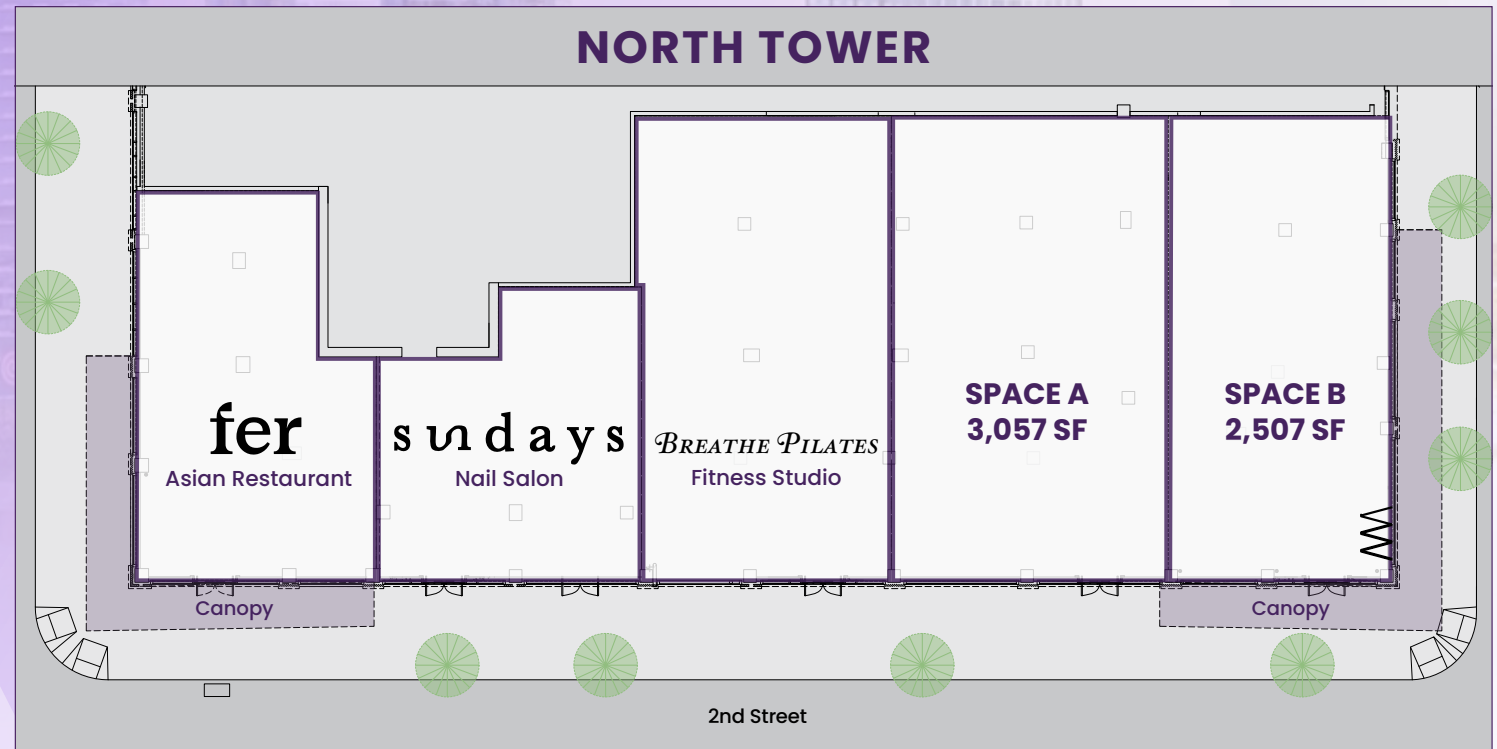 NORTH TOWER
fer
Asian Restaurant
sundays
Nail Salon
BREATHE PILATES
Fitness Studio
SPACE A
3,057 SF
SPACE B
2,507 SF
Canopy
Canopy
2nd Street